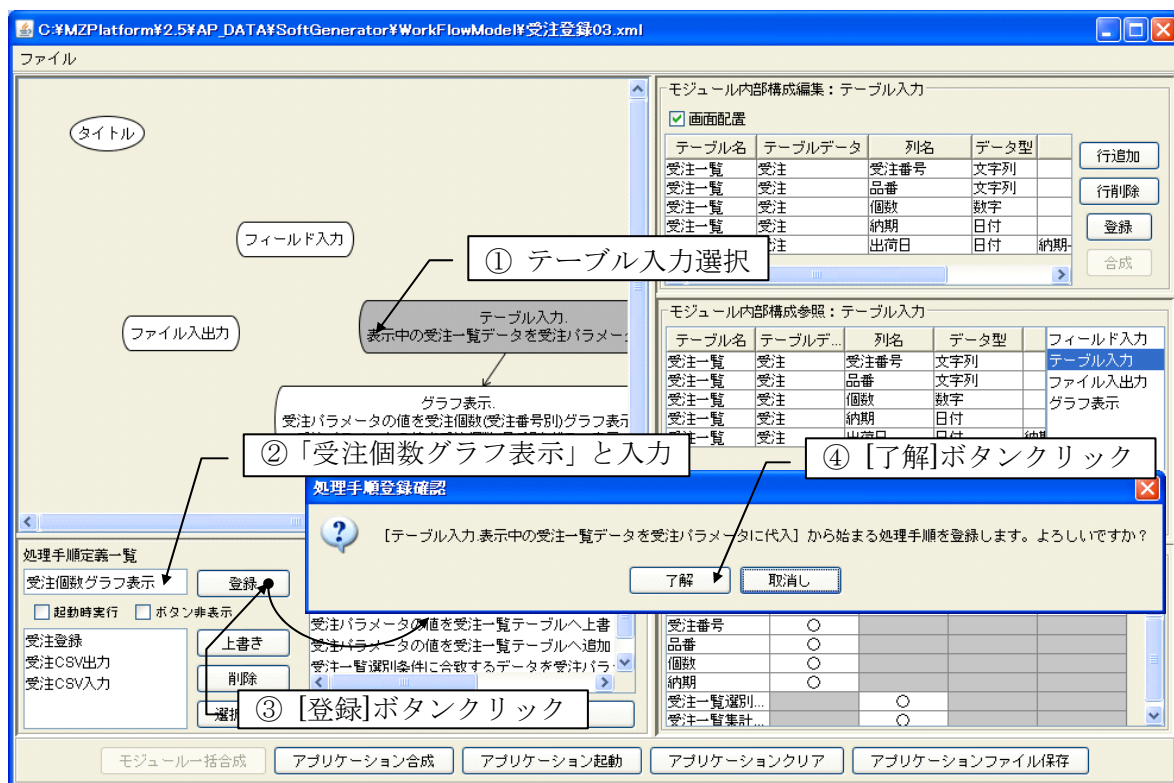 C:¥MZPlatform¥2.5¥AP_DATA¥SoftGenerator¥WorkFlowModel¥受注登録03.xml
ファイル
タイトル
フィールド入力
ファイル入出力
テーブル入力.
表示中の受注一覧データを受注パラメータ
グラフ表示.
受注パラメータの値を受注個数(受注番号別)グラフ表示
① テーブル入力選択
②「受注個数グラフ表示」と入力
モジュール内部構成編集：テーブル入力
画面配置
テーブル名 テーブルデータ 列名 データ型
受注一覧 受注 受注番号 文字列
受注一覧 受注 品番 文字列
受注一覧 受注 個数 数字
受注一覧 受注 納期 日付
受注 出荷日 日付 納期-
行追加
行削除
登録
合成
モジュール内部構成参照：テーブル入力
テーブル名 テーブルデ... 列名 データ型
受注一覧 受注 受注番号 文字列
受注一覧 受注 品番 文字列
受注一覧 受注 個数 数字
受注一覧 受注 納期 日付
フィールド入力
テーブル入力
ファイル入出力
グラフ表示
④ [了解]ボタンクリック
処理手順登録確認
[テーブル入力.表示中の受注一覧データを受注パラメータに代入] から始まる処理手順を登録します。よろしいですか？
了解 取消し
処理手順定義一覧
受注個数グラフ表示 登録
起動時実行 ボタン非表示
受注登録
受注CSV出力
受注CSV入力
上書き
削除
選択
受注パラメータの値を受注一覧テーブルへ上書
受注パラメータの値を受注一覧テーブルへ追加
受注一覧選別条件に合致するデータを受注パラ
③ [登録]ボタンクリック
受注番号 ○
品番 ○
個数 ○
納期 ○
受注一覧選別... ○
受注一覧集計... ○
モジュール一括合成 アプリケーション合成 アプリケーション起動 アプリケーションクリア アプリケーションファイル保存